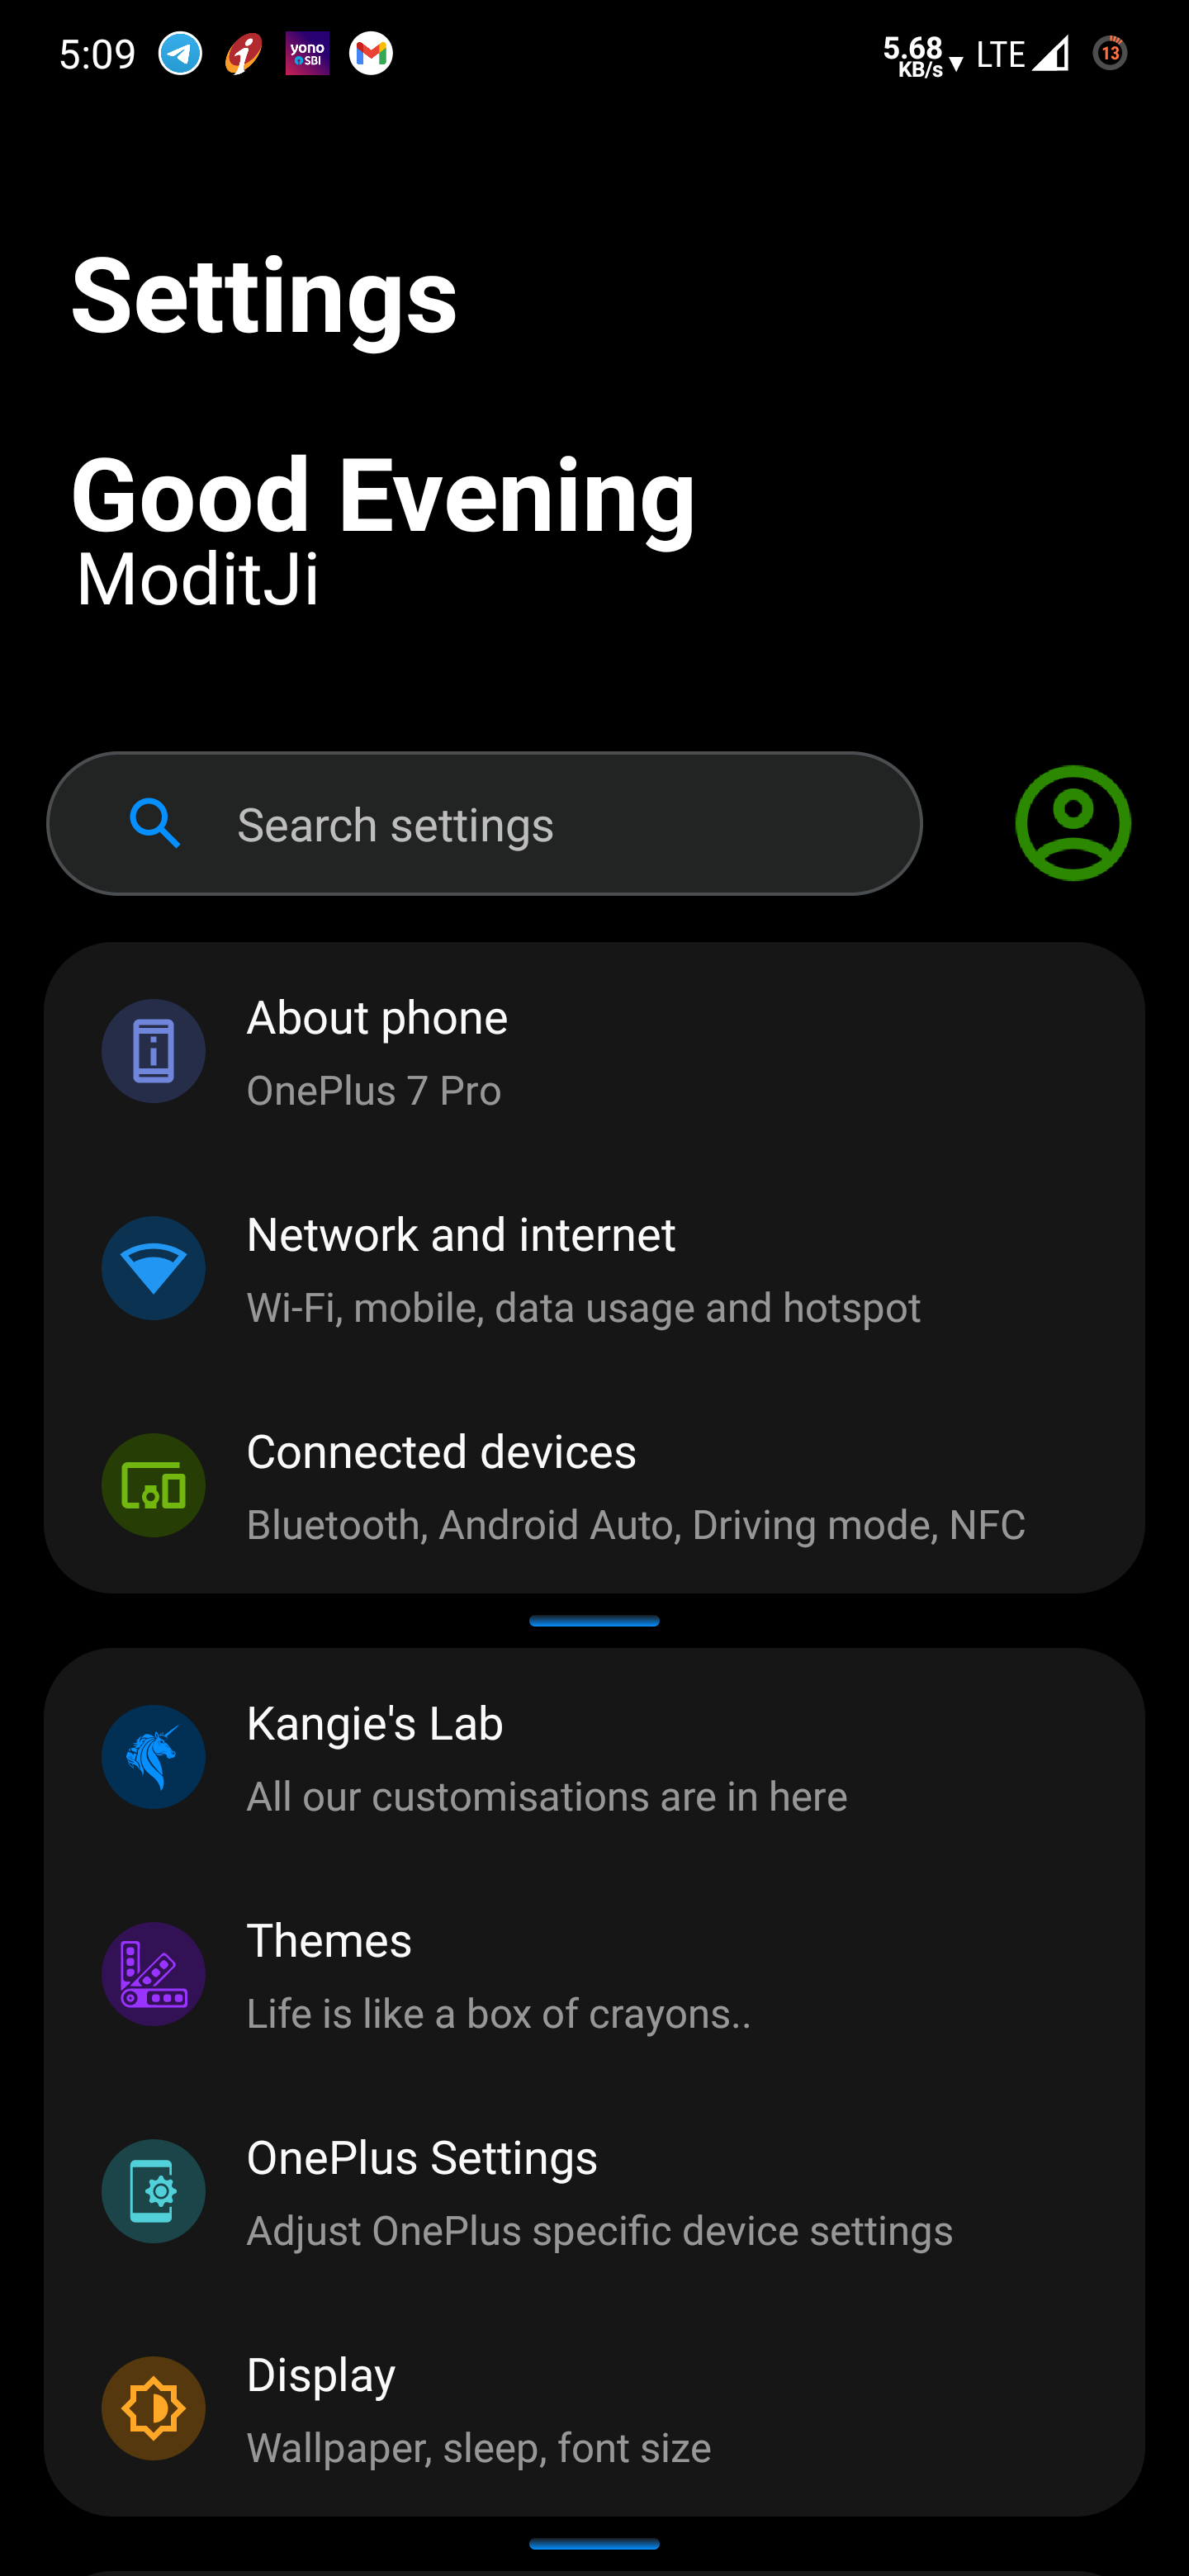 5:09
yono
SBI
5.68
KB/s
LTE
13
Settings
Good Evening
ModitJi
Search settings
About phone
OnePlus 7 Pro
Network and internet
Wi-Fi, mobile, data usage and hotspot
Connected devices
Bluetooth, Android Auto, Driving mode, NFC
Kangie's Lab
All our customisations are in here
Themes
Life is like a box of crayons..
OnePlus Settings
Adjust OnePlus specific device settings
Display
Wallpaper, sleep, font size